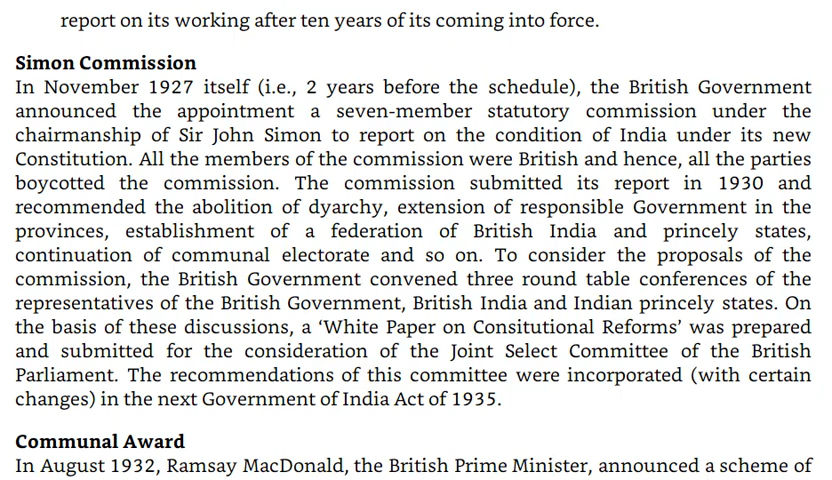 report on its working after ten years of its coming into force.
Simon Commission
In November 1927 itself (i.e., 2 years before the schedule), the British Government
announced the appointment a seven-member statutory commission under the
chairmanship of Sir John Simon to report on the condition of India under its new
Constitution. All the members of the commission were British and hence, all the parties
boycotted the commission. The commission submitted its report in 1930 and
recommended the abolition of dyarchy, extension of responsible Government in the
provinces, establishment of a federation of British India and princely states,
continuation of communal electorate and so on. To consider the proposals of the
commission, the British Government convened three round table conferences of the
representatives of the British Government, British India and Indian princely states. On
the basis of these discussions, a ‘White Paper on Consitutional Reforms’ was prepared
and submitted for the consideration of the Joint Select Committee of the British
Parliament. The recommendations of this committee were incorporated (with certain
changes) in the next Government of India Act of 1935.
Communal Award
In August 1932, Ramsay MacDonald, the British Prime Minister, announced a scheme of